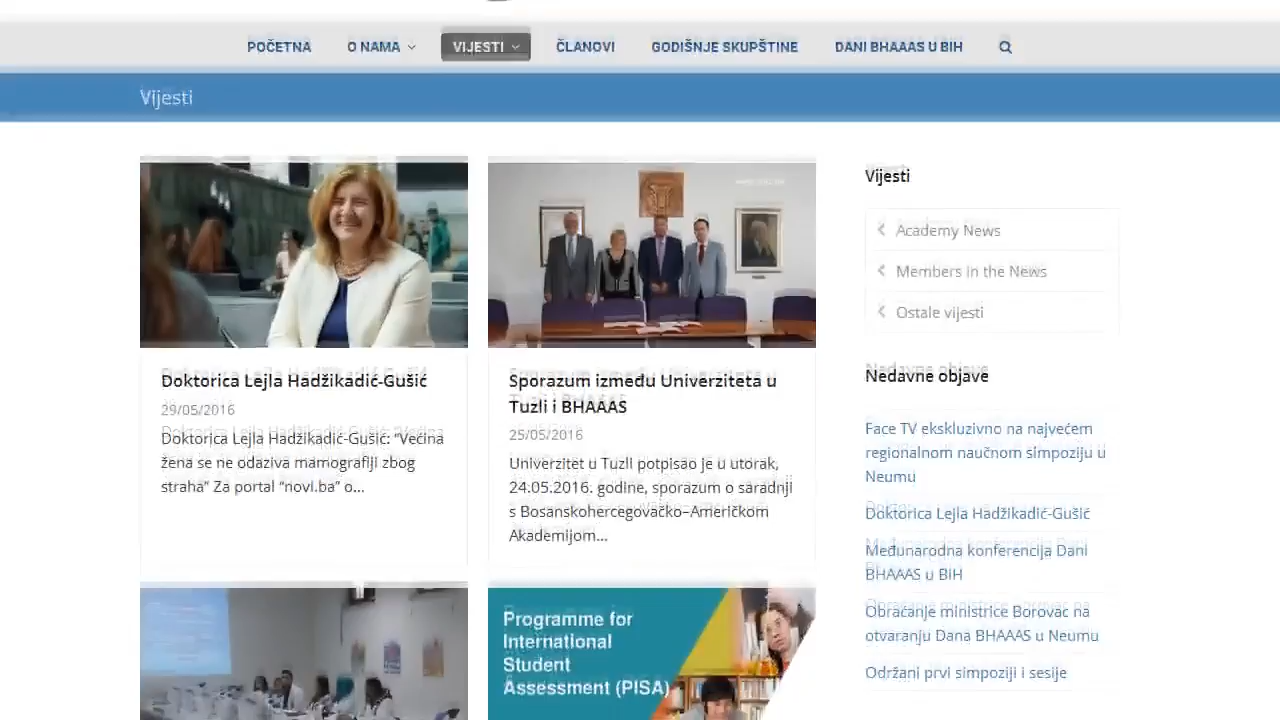 POČETNA
O NAMA
VIJESTI
ČLANOVI
GODIŠNJE SKUPŠTINE
DANI BHAAAS U BIH
Vijesti
Doktorica Lejla Hadžikadić-Gušić
29/05/2016
Doktorica Lejla Hadžikadić-Gušić: “Većina
žena se ne odaziva mamografiji zbog
straha” Za portal “novi.ba” o...
Sporazum između Univerziteta u
Tuzli i BHAAAS
25/05/2016
Univerzitet u Tuzli potpisao je u utorak,
24.05.2016. godine, sporazum o saradnji
s Bosanskohercegovačko–Američkom
Akademijom...
Programme for
International
Student
Assessment (PISA)
Vijesti
Academy News
Members in the News
Ostale vijesti
Nedavne objave
Face TV ekskluzivno na najvećem
regionalnom naučnom simpoziju u
Neumu
Doktorica Lejla Hadžikadić-Gušić
Međunarodna konferencija Dani
BHAAAS u BIH
Obraćanje ministrice Borovac na
otvaranju Dana BHAAAS u Neumu
Održani prvi simpoziji i sesije